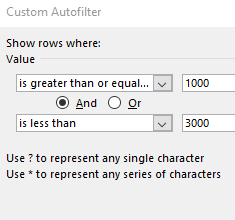 Custom Autofilter
Show rows where:
Value
is greater than or equal... 1000
And Or
is less than 3000
Use ? to represent any single character
Use * to represent any series of characters